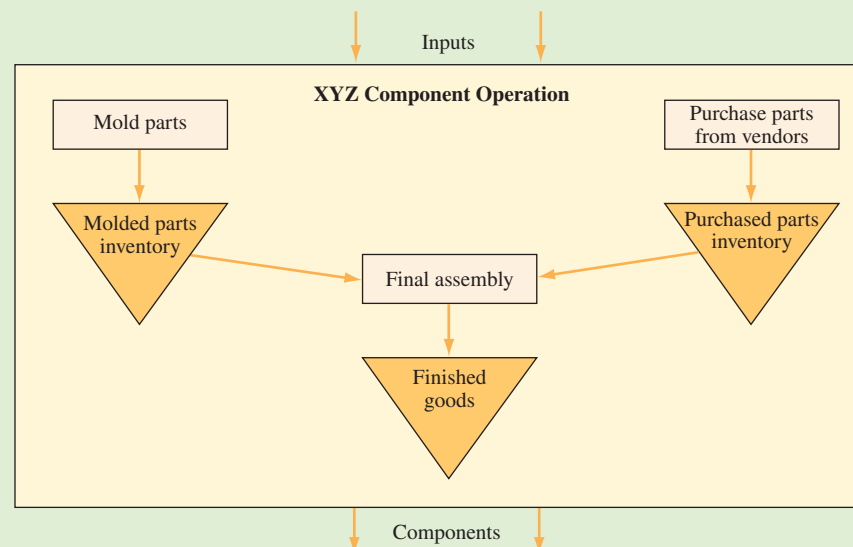 Inputs
XYZ Component Operation
Mold parts
Purchase parts
from vendors
Molded parts
inventory
Purchased parts
inventory
Final assembly
Finished
goods
Components